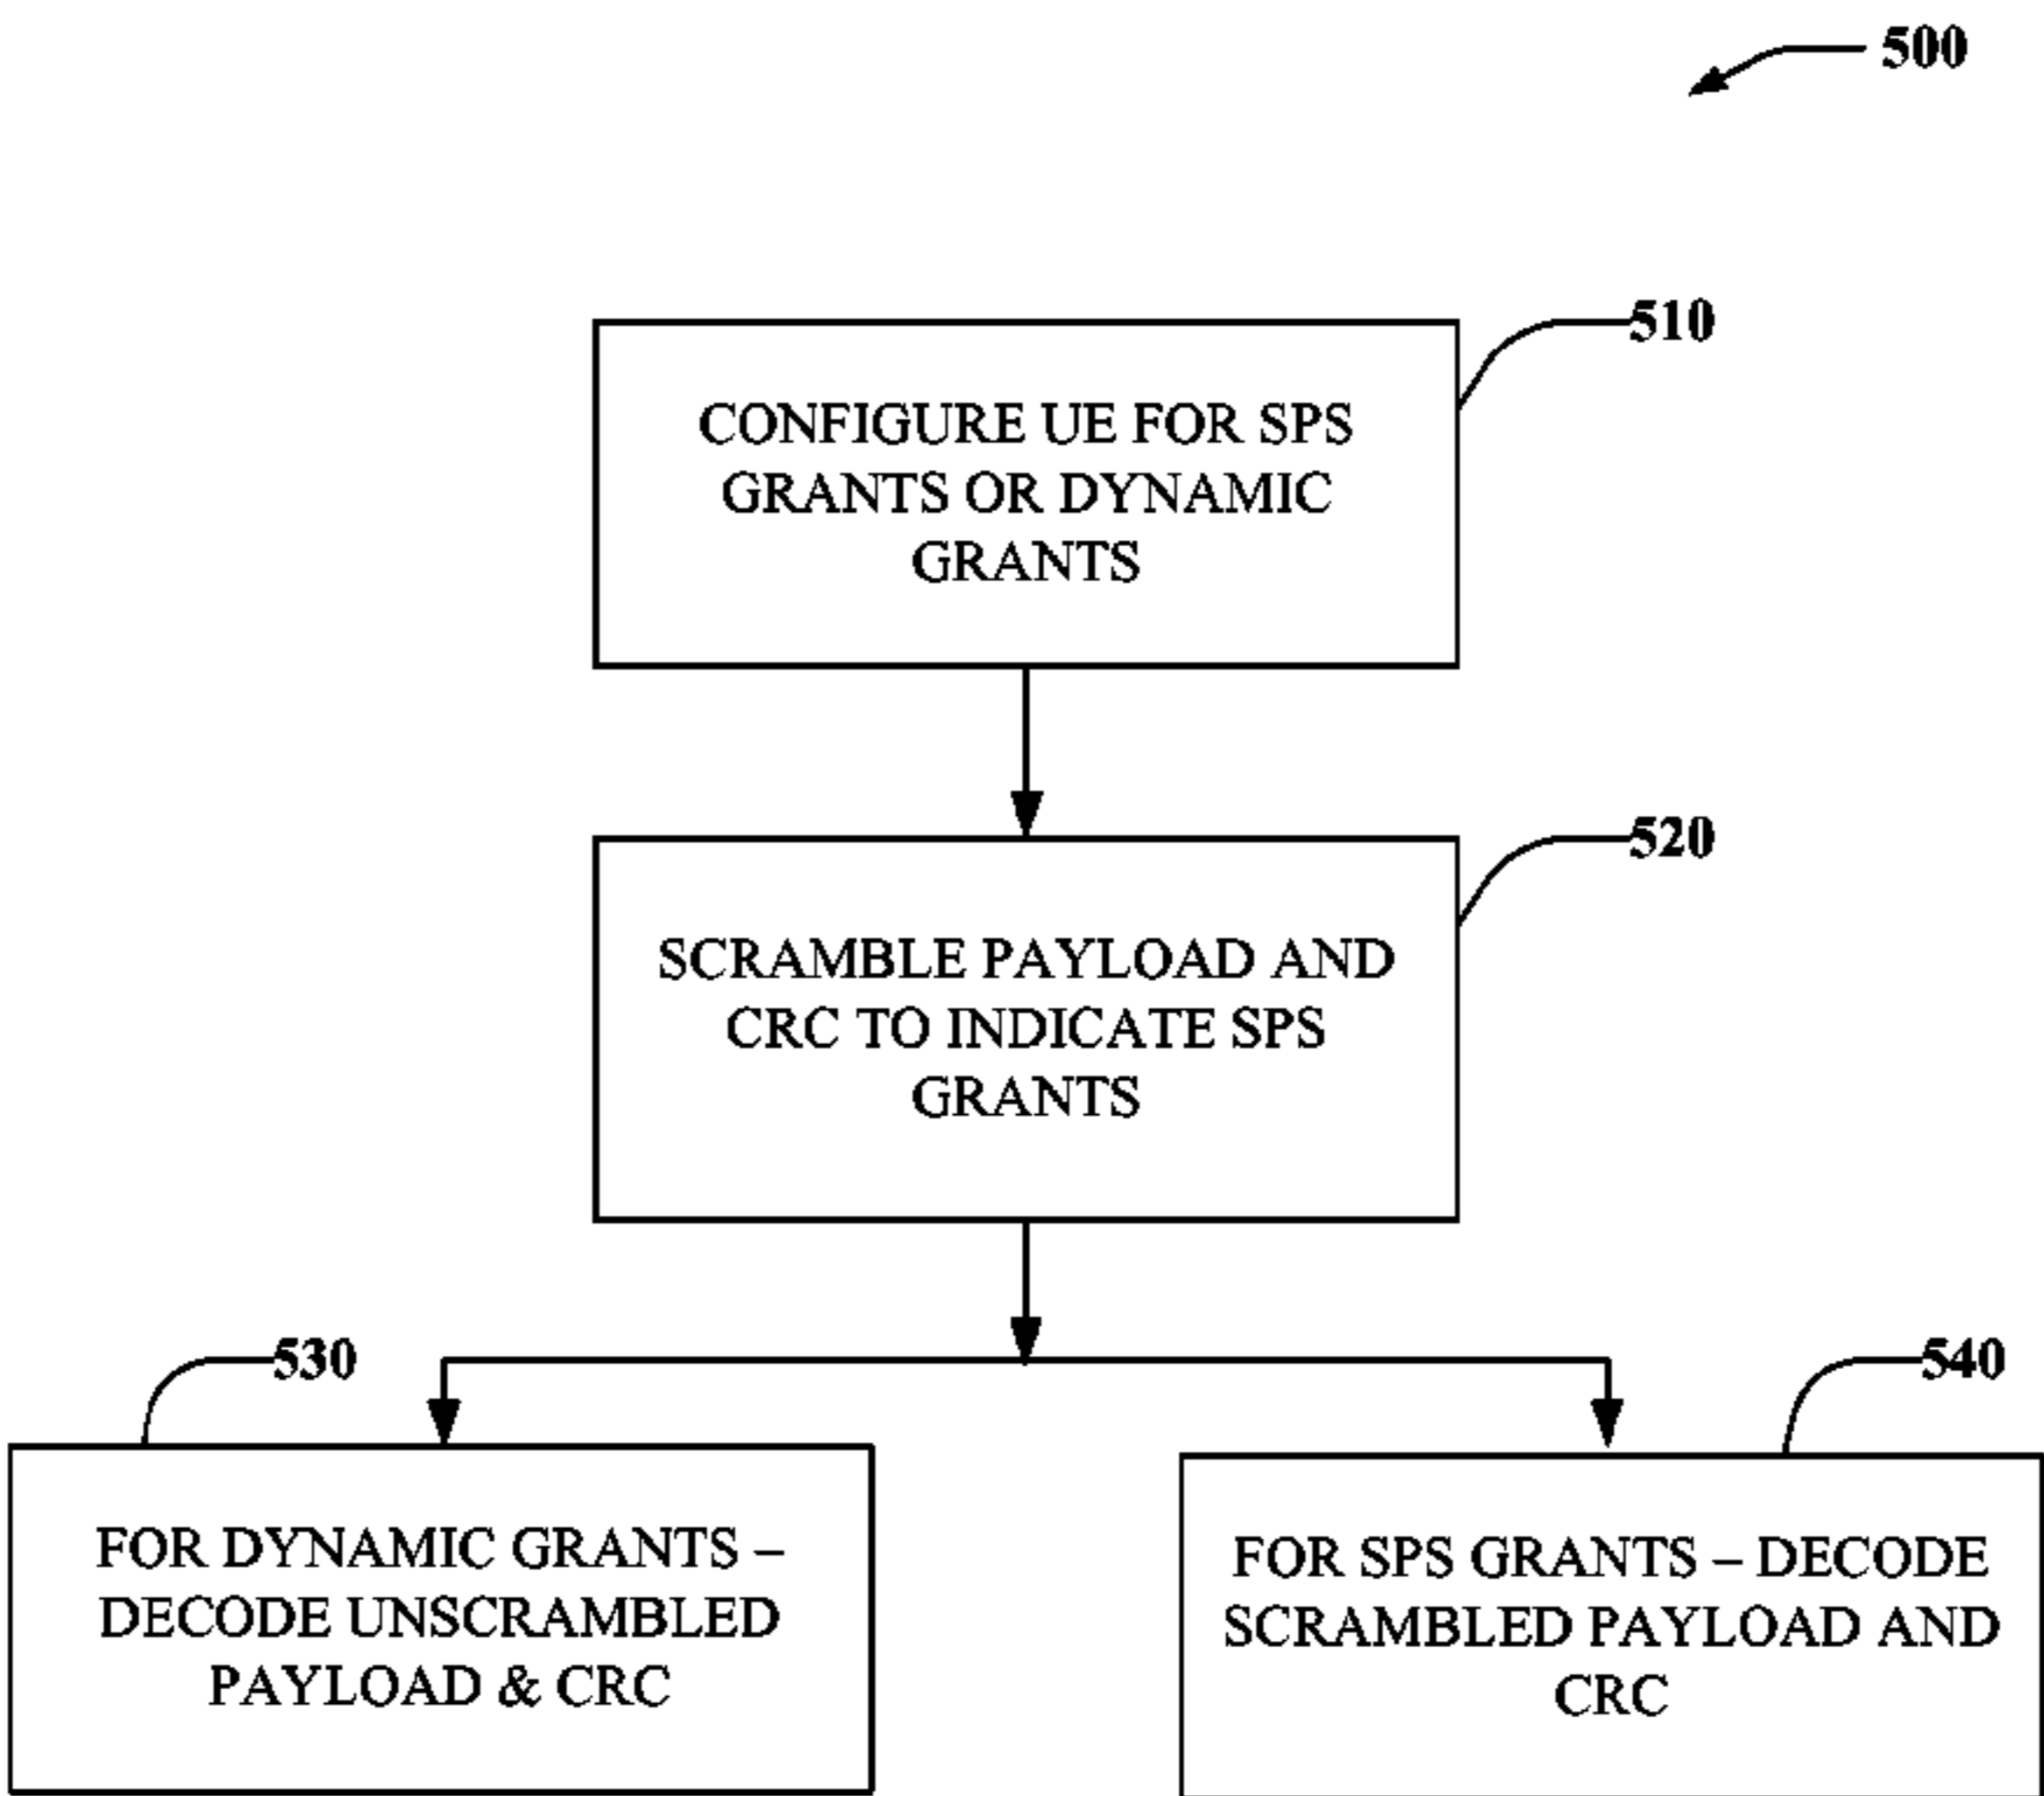 500
510
CONFIGURE UE FOR SPS
GRANTS OR DYNAMIC
GRANTS
520
SCRAMBLE PAYLOAD AND
CRC TO INDICATE SPS
GRANTS
530
FOR DYNAMIC GRANTS –
DECODE UNSCRAMBLED
PAYLOAD & CRC
540
FOR SPS GRANTS – DECODE
SCRAMBLED PAYLOAD AND
CRC